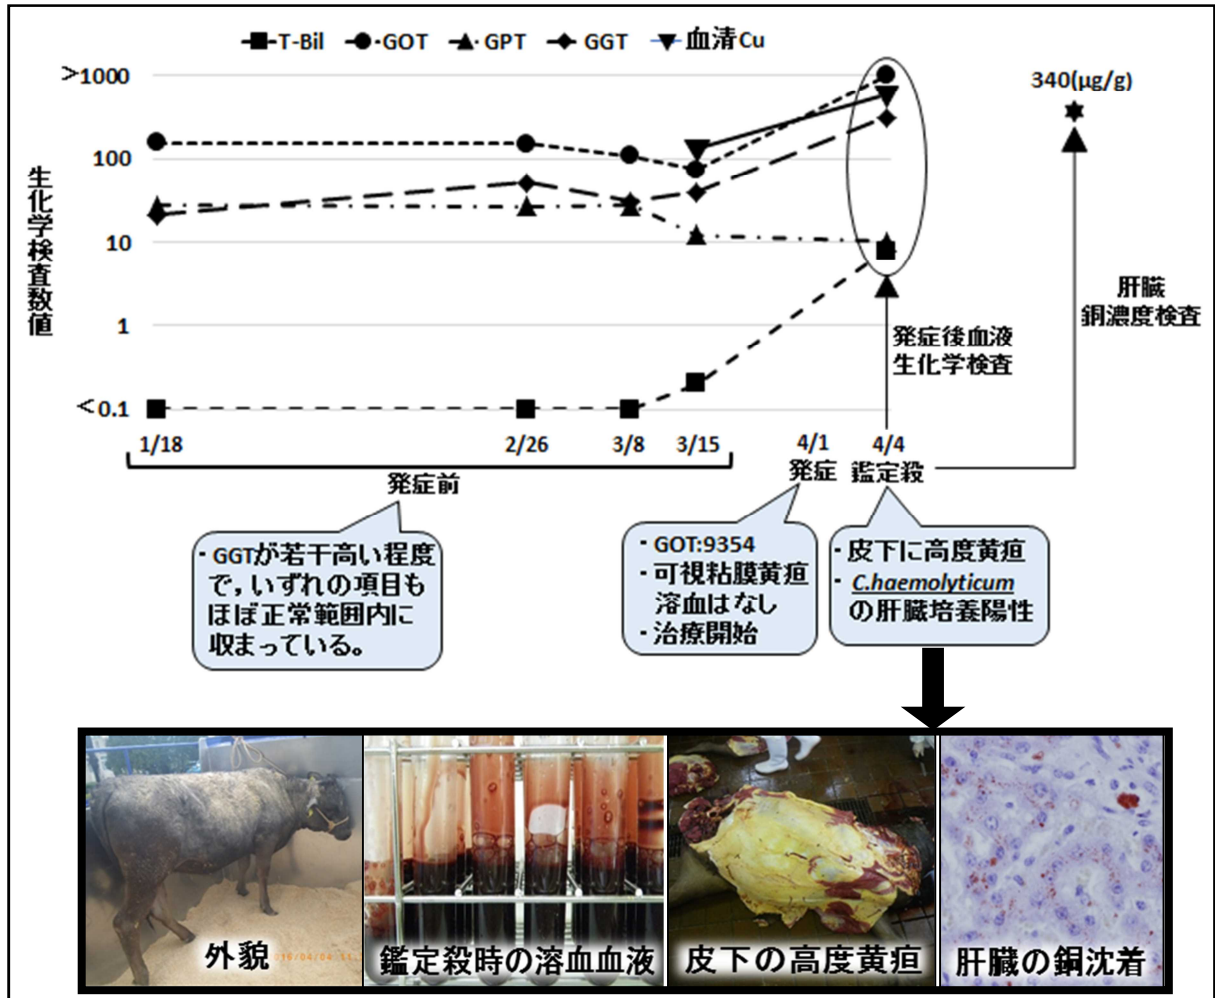 T-Bil GOT GPT GGT 血清Cu
>1000
100
10
1
<0.1
生化学検査数値
340(μg/g)
肝臓
銅濃度検査
発症後血液
生化学検査
1/18 2/26 3/8 3/15 4/1 4/4
発症前
発症 鑑定殺
・GGTが若干高い程度
で，いずれの項目も
ほぼ正常範囲内に
収まっている。
・GOT:9354
・可視粘膜黄疸
溶血はなし
・治療開始
・皮下に高度黄疸
・C.haemolyticum
の肝臓培養陽性
外貌
鑑定殺時の溶血血液
皮下の高度黄疸
肝臓の銅沈着